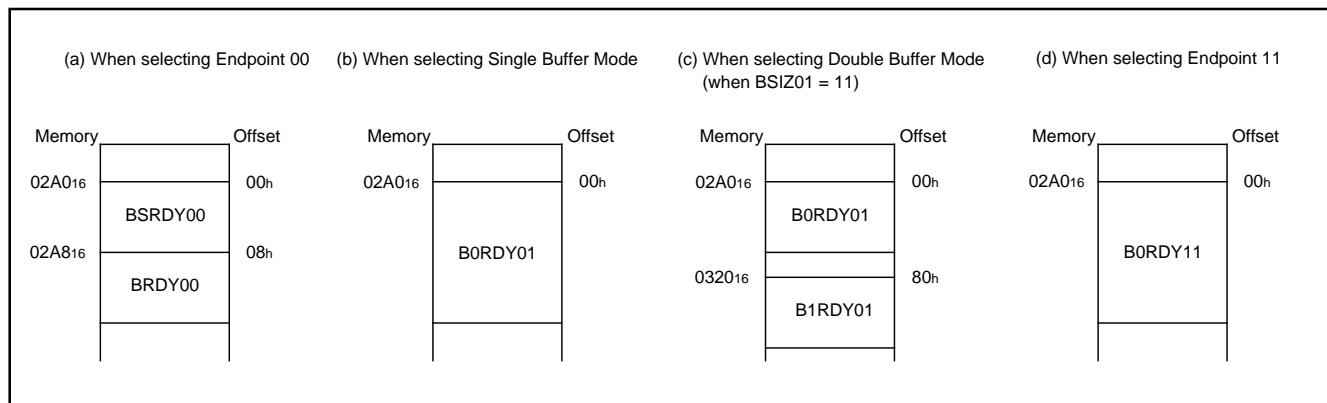 (a) When selecting Endpoint 00
Memory Offset
02A016 00h
BSRDY00
02A816 08h
BRDY00
(b) When selecting Single Buffer Mode
Memory Offset
02A016 00h
B0RDY01
(c) When selecting Double Buffer Mode
(when BSIZ01 = 11)
Memory Offset
02A016 00h
B0RDY01
032016 80h
B1RDY01
(d) When selecting Endpoint 11
Memory Offset
02A016 00h
B0RDY11